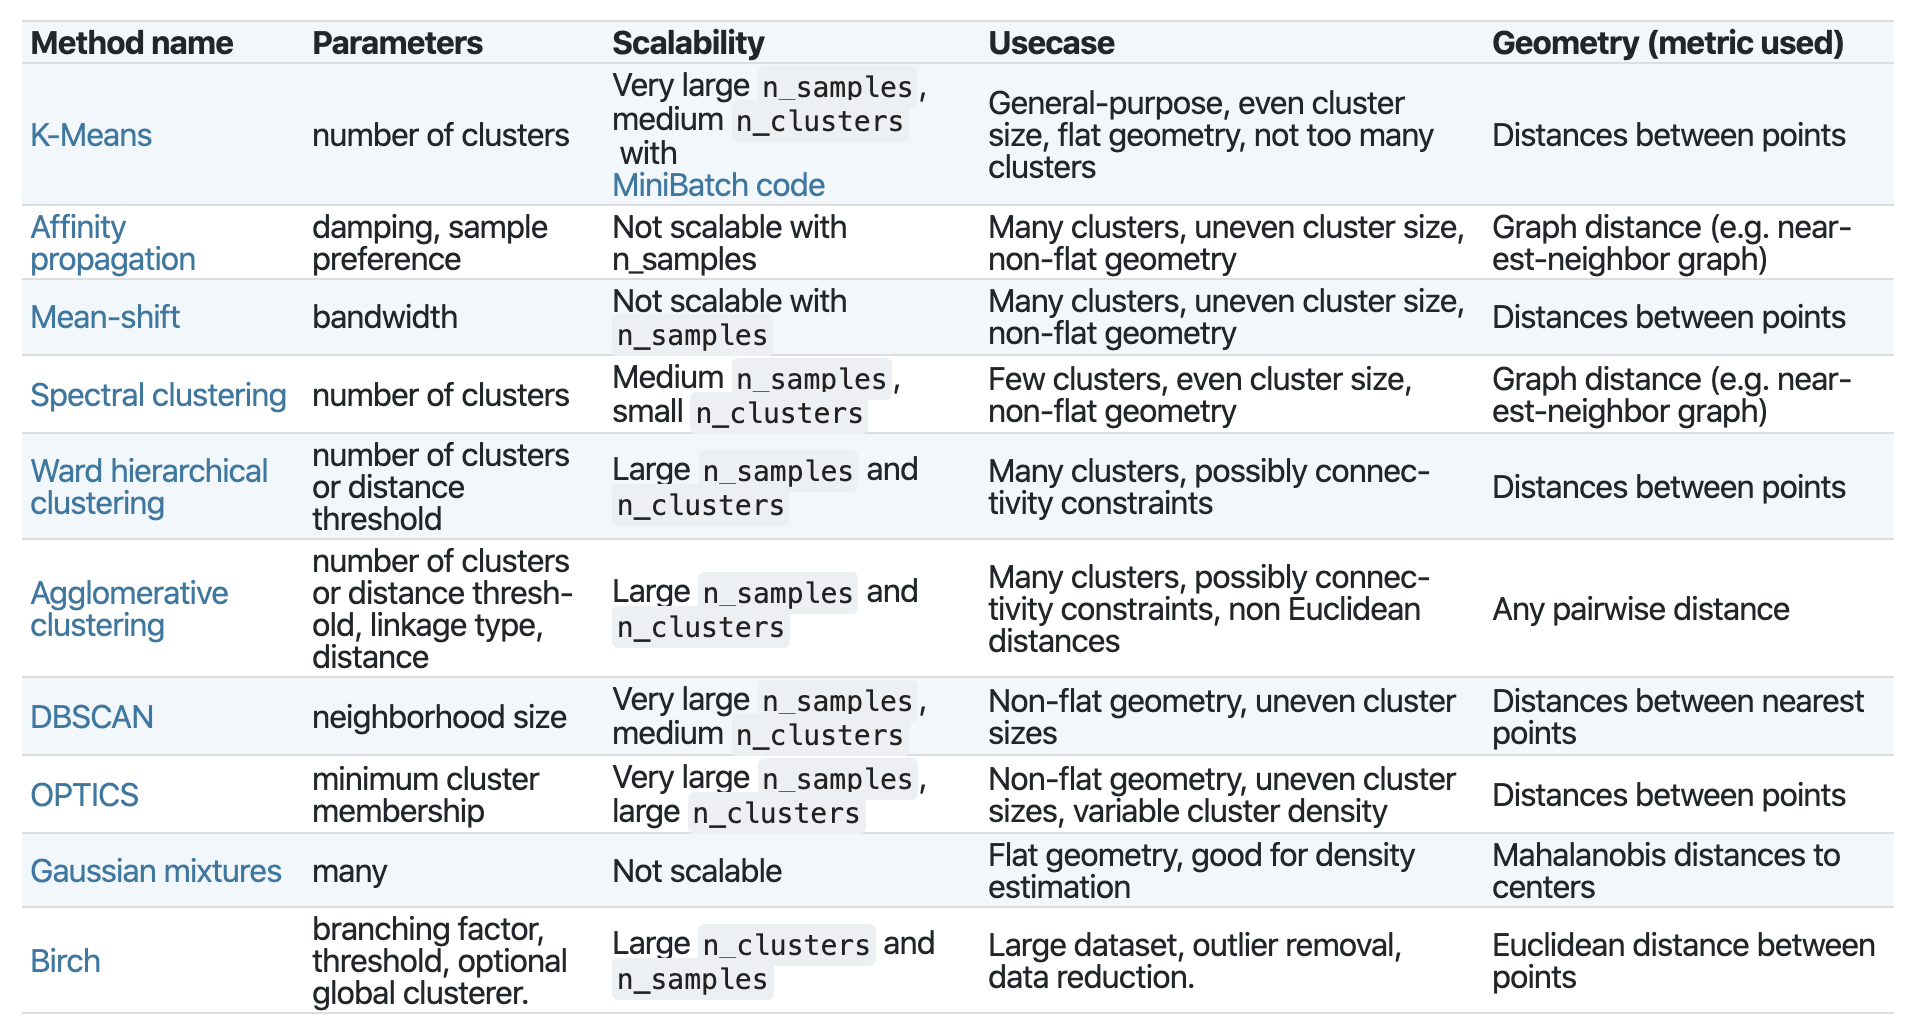 Method name Parameters Scalability Usecase Geometry (metric used)
K-Means
number of clusters
Very large n_samples,
medium n_clusters
with
MiniBatch code
General-purpose, even cluster
size, flat geometry, not too many
clusters
Distances between points
Affinity
propagation
damping, sample
preference
Not scalable with
n_samples
Many clusters, uneven cluster size,
non-flat geometry
Graph distance (e.g. near-
est-neighbor graph)
Mean-shift
bandwidth
Not scalable with
n_samples
Many clusters, uneven cluster size,
non-flat geometry
Distances between points
Spectral clustering
number of clusters
Medium n_samples,
small n_clusters
Few clusters, even cluster size,
non-flat geometry
Graph distance (e.g. near-
est-neighbor graph)
Ward hierarchical
clustering
number of clusters
or distance
threshold
Large n_samples and
n_clusters
Many clusters, possibly connec-
tivity constraints
Distances between points
Agglomerative
clustering
number of clusters
or distance thresh-
old, linkage type,
distance
Large n_samples and
n_clusters
Many clusters, possibly connec-
tivity constraints, non Euclidean
distances
Any pairwise distance
DBSCAN
neighborhood size
Very large n_samples,
medium n_clusters
Non-flat geometry, uneven cluster
sizes
Distances between nearest
points
OPTICS
minimum cluster
membership
Very large n_samples,
large n_clusters
Non-flat geometry, uneven cluster
sizes, variable cluster density
Distances between points
Gaussian mixtures
many
Not scalable
Flat geometry, good for density
estimation
Mahalanobis distances to
centers
Birch
branching factor,
threshold, optional
global clusterer.
Large n_clusters and
n_samples
Large dataset, outlier removal,
data reduction.
Euclidean distance between
points